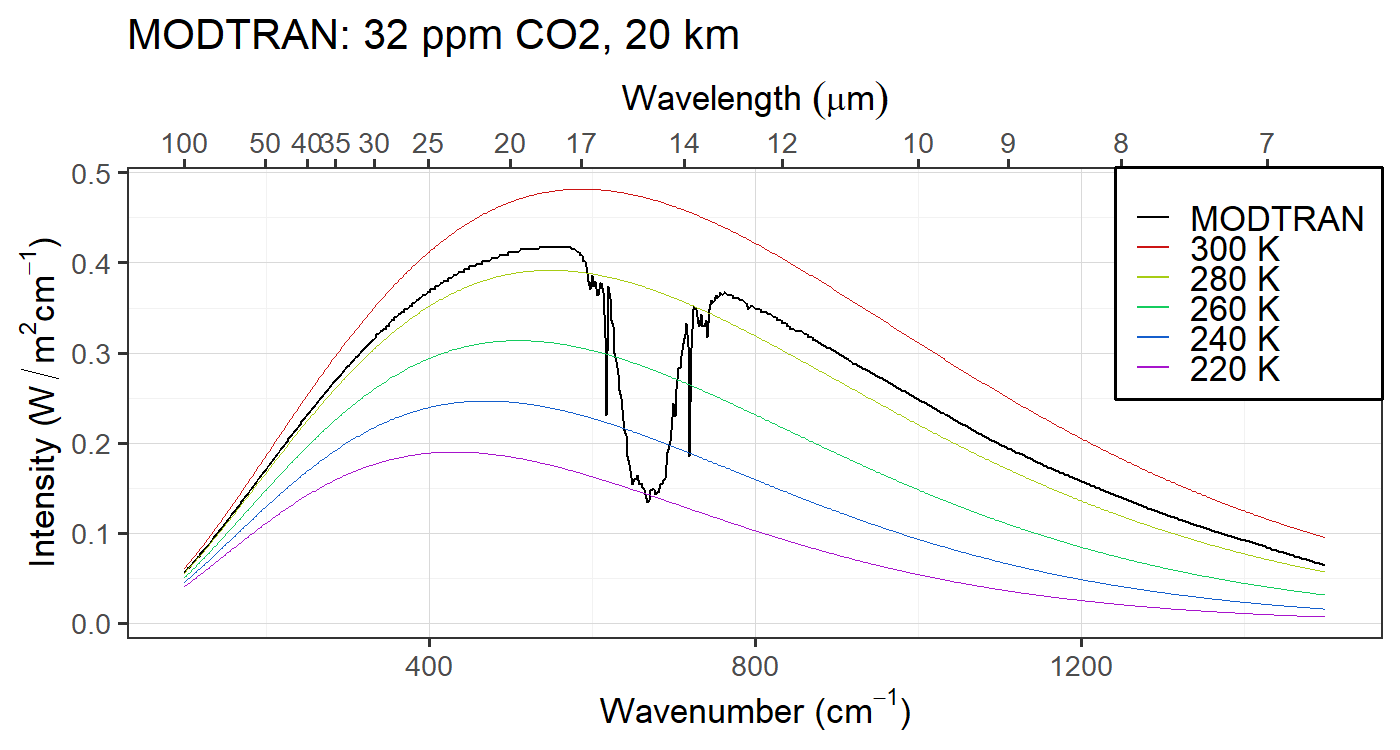 MODTRAN: 32 ppm CO2, 20 km
Wavelength (μm)
100 50 40 35 30 25 20 17 14 12 10 9 8 7
Intensity (W / m²cm⁻¹)
0.5
0.4
0.3
0.2
0.1
0.0
MODTRAN
300 K
280 K
260 K
240 K
220 K
400 800 1200
Wavenumber (cm⁻¹)